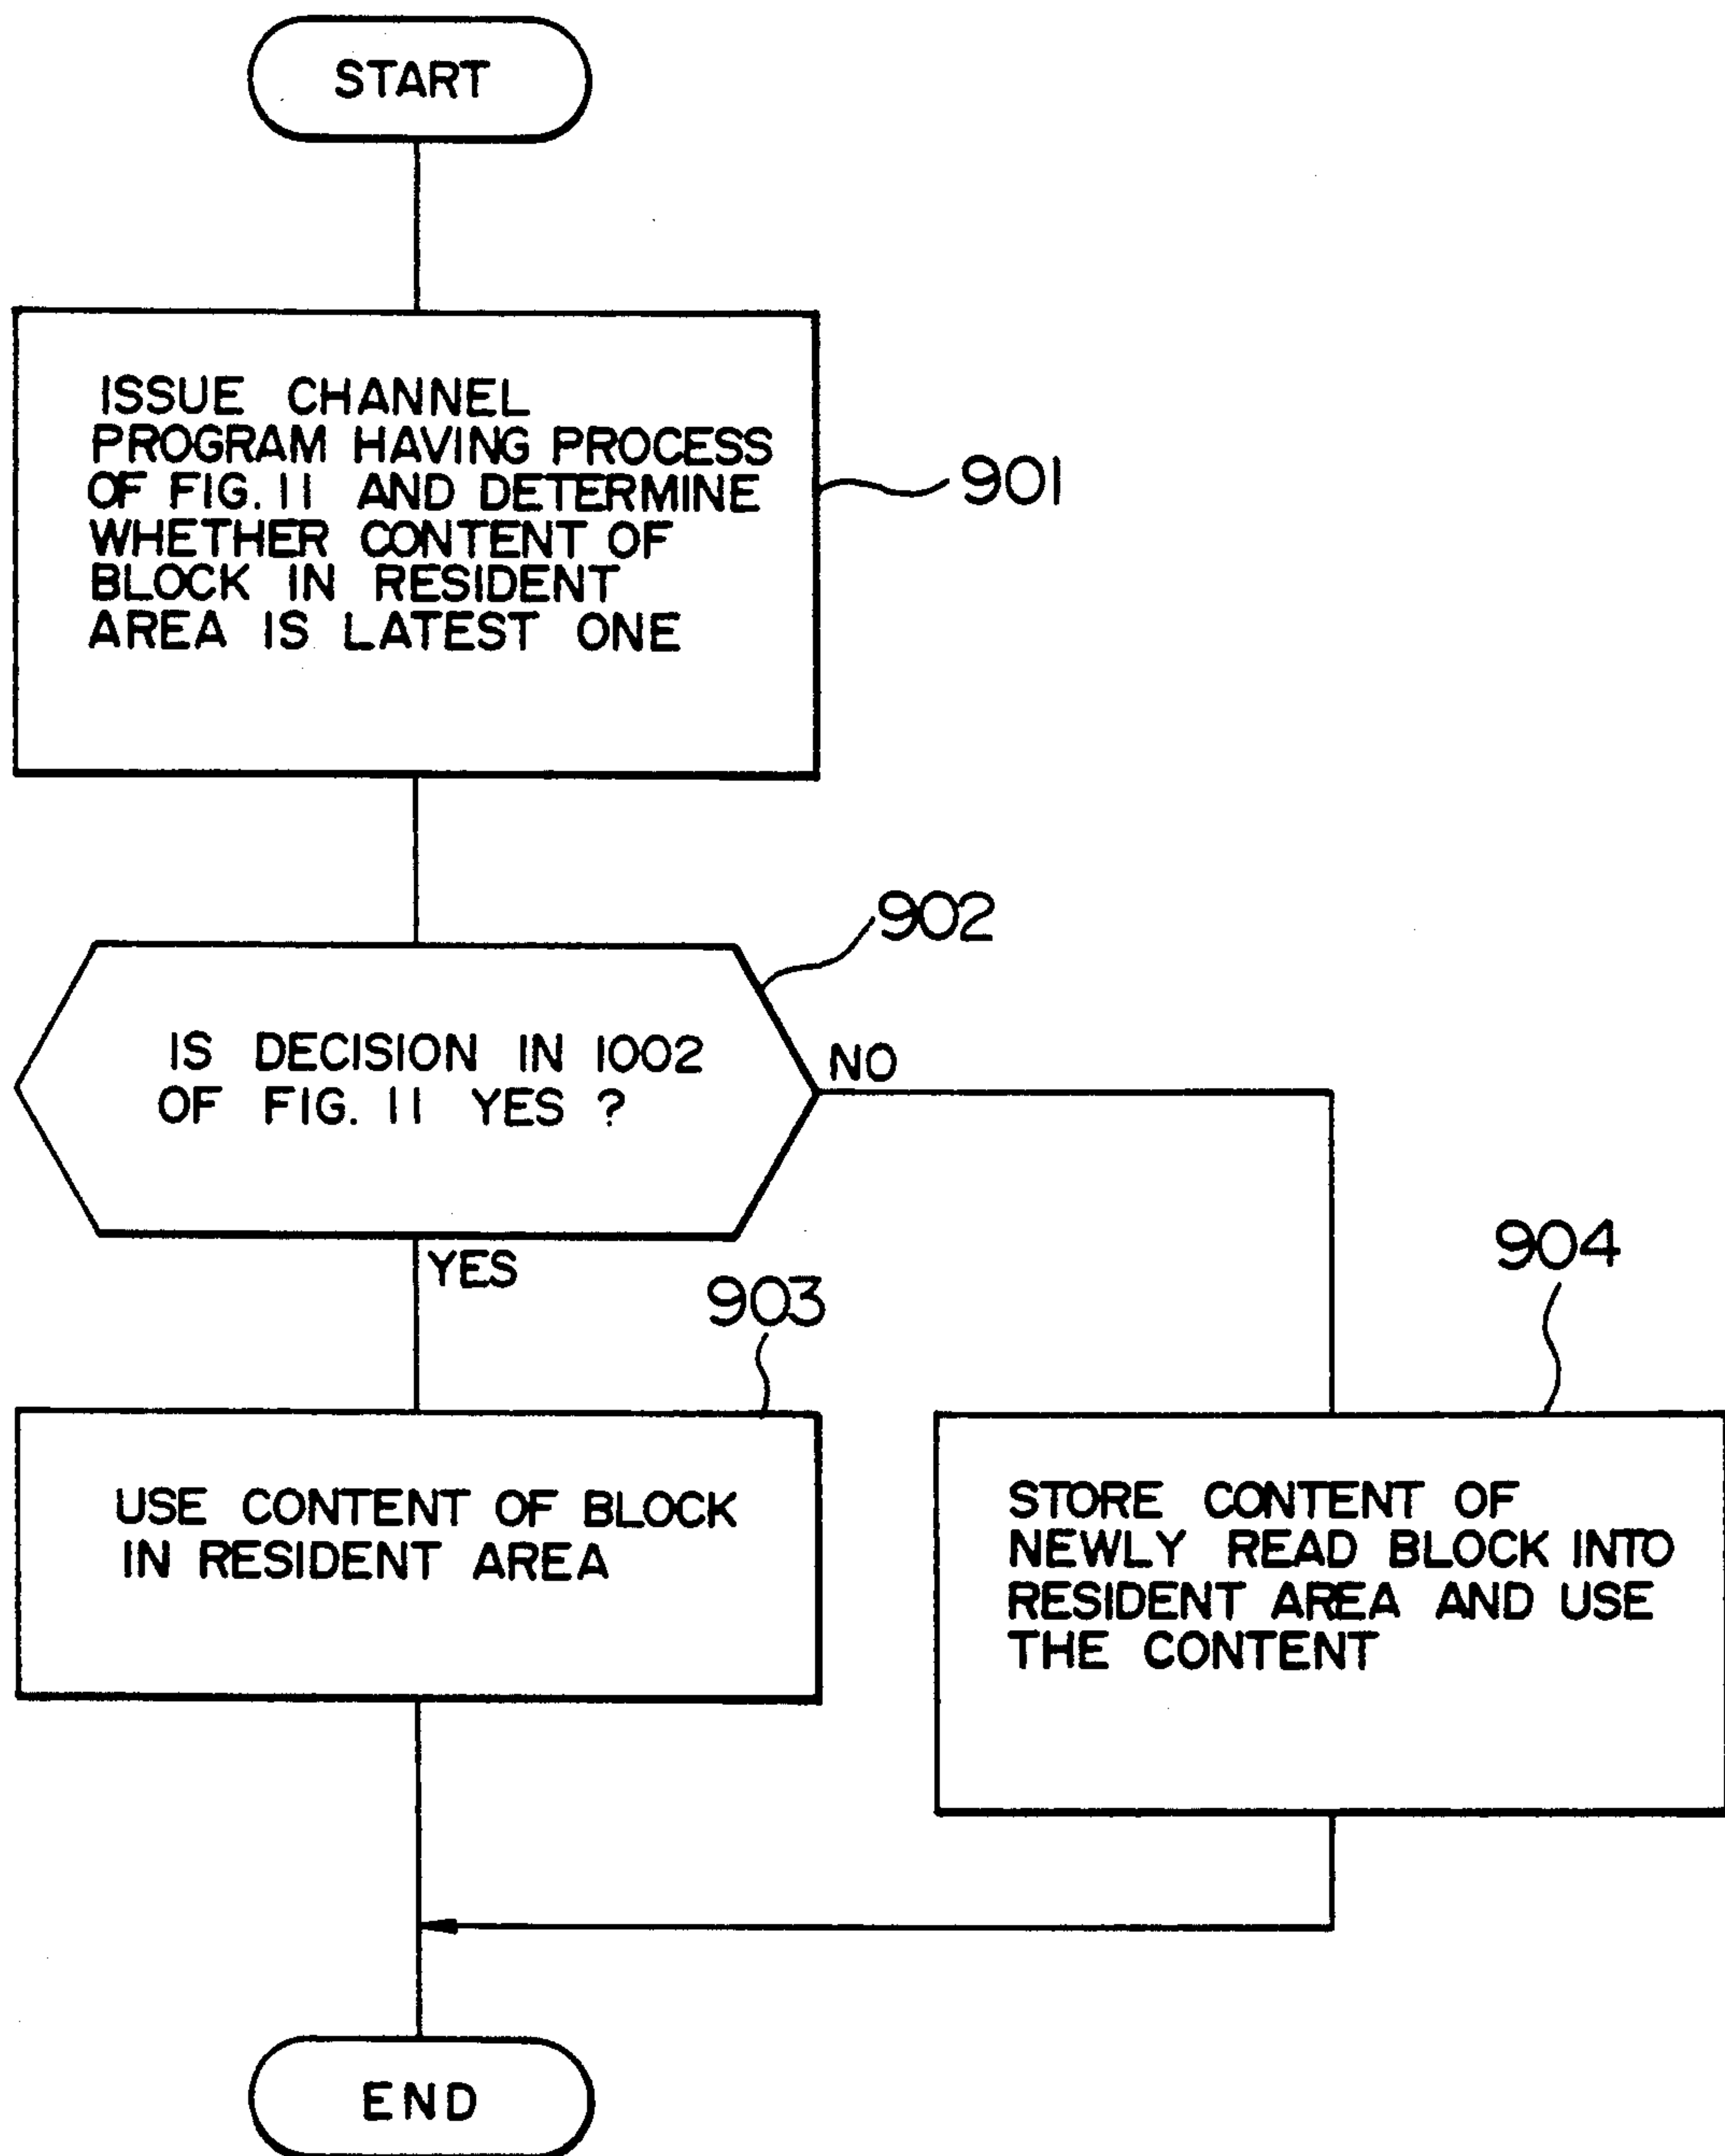 START
ISSUE CHANNEL
PROGRAM HAVING PROCESS
OF FIG. 11 AND DETERMINE
WHETHER CONTENT OF
BLOCK IN RESIDENT
AREA IS LATEST ONE
901
902
IS DECISION IN 1002
OF FIG. 11 YES ?
NO
YES
903
904
USE CONTENT OF BLOCK
IN RESIDENT AREA
STORE CONTENT OF
NEWLY READ BLOCK INTO
RESIDENT AREA AND USE
THE CONTENT
END